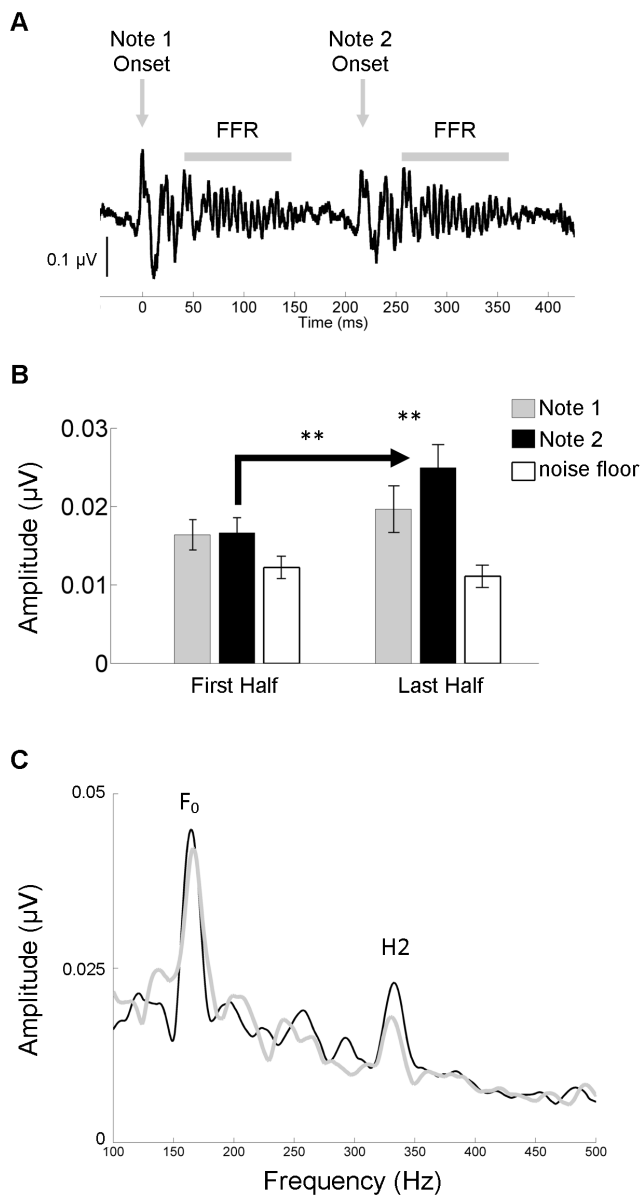 A
Note 1
Onset
Note 2
Onset
FFR
FFR
0.1 µV
0 50 100 150 200 250 300 350 400
Time (ms)
B
Amplitude (µV)
0.03
0.02
0.01
0
**
**
Note 1
Note 2
noise floor
First Half
Last Half
C
Amplitude (µV)
0.05
0.025
0
F0
H2
100 150 200 250 300 350 400 450 500
Frequency (Hz)